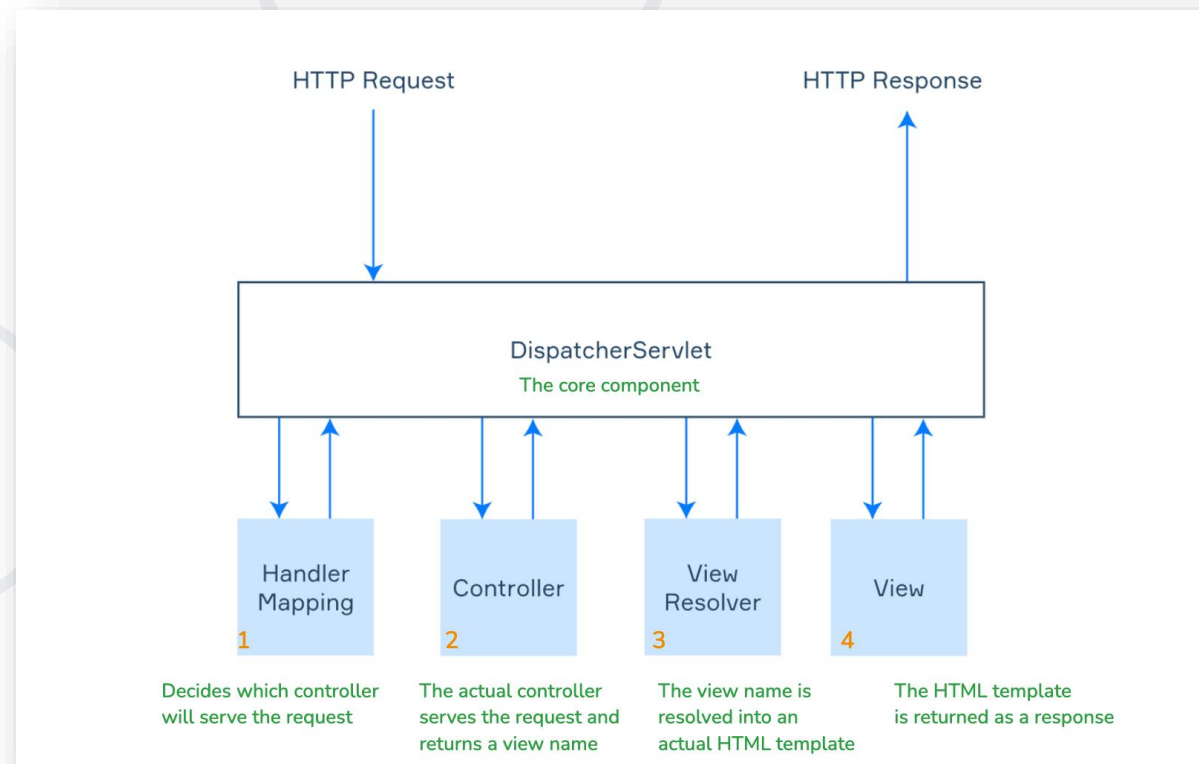 HTTP Request
HTTP Response
DispatcherServlet
The core component
Handler
Mapping
1
Controller
2
View
Resolver
3
View
4
Decides which controller
will serve the request
The actual controller
serves the request and
returns a view name
The view name is
resolved into an
actual HTML template
The HTML template
is returned as a response